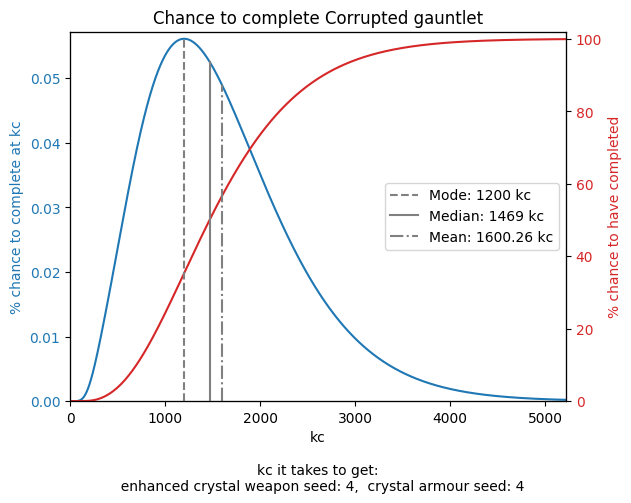 Chance to complete Corrupted gauntlet
% chance to complete at kc
0.05
0.04
0.03
0.02
0.01
0.00
Mode: 1200 kc
Median: 1469 kc
Mean: 1600.26 kc
100
80
60
40
20
0
% chance to have completed
0 1000 2000 3000 4000 5000
kc
kc it takes to get:
enhanced crystal weapon seed: 4, crystal armour seed: 4